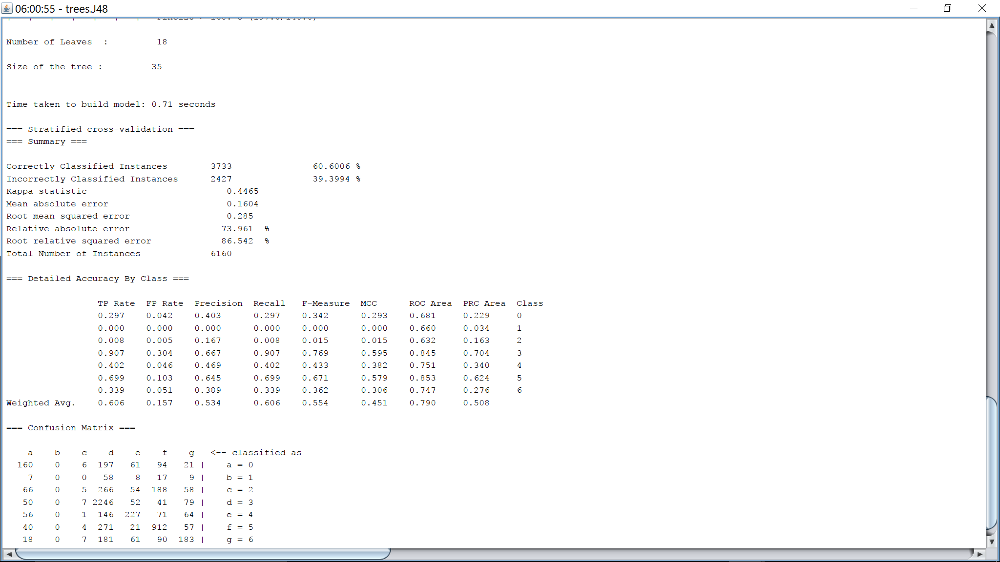 06:00:55 - trees.J48
Number of Leaves  :         18
Size of the tree :         35
Time taken to build model: 0.71 seconds
=== Stratified cross-validation ===
=== Summary ===
Correctly Classified Instances        3733               60.6006 %
Incorrectly Classified Instances      2427               39.3994 %
Kappa statistic                          0.4465
Mean absolute error                      0.1604
Root mean squared error                  0.285
Relative absolute error                 73.961  %
Root relative squared error             86.542  %
Total Number of Instances             6160
=== Detailed Accuracy By Class ===
                 TP Rate  FP Rate  Precision  Recall   F-Measure  MCC      ROC Area  PRC Area  Class
                 0.297    0.042    0.403      0.297    0.342      0.293    0.681     0.229     0
                 0.000    0.000    0.000      0.000    0.000      0.000    0.660     0.034     1
                 0.008    0.005    0.167      0.008    0.015      0.015    0.632     0.163     2
                 0.907    0.304    0.667      0.907    0.769      0.595    0.845     0.704     3
                 0.402    0.046    0.469      0.402    0.433      0.382    0.751     0.340     4
                 0.699    0.103    0.645      0.699    0.671      0.579    0.853     0.624     5
                 0.339    0.051    0.389      0.339    0.362      0.306    0.747     0.276     6
Weighted Avg.    0.606    0.157    0.534      0.606    0.554      0.451    0.790     0.508
=== Confusion Matrix ===
    a    b    c    d    e    f    g   <-- classified as
  160    0    6  197   61   94   21 |    a = 0
    7    0    0   58    8   17    9 |    b = 1
   66    0    5  266   54  188   58 |    c = 2
   50    0    7 2246   52   41   79 |    d = 3
   56    0    1  146  227   71   64 |    e = 4
   40    0    4  271   21  912   57 |    f = 5
   18    0    7  181   61   90  183 |    g = 6